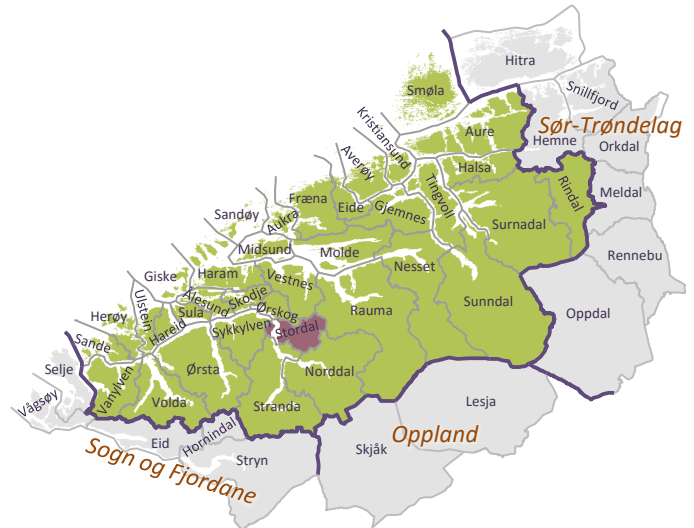 Hitra
Snillfjord
Smøla
Sør-Trøndelag
Kristiansund
Aure
Hemne
Orkdal
Averøy
Halsa
Rindal
Meldal
Tingvoll
Fræna
Eide
Gjemnes
Sandøy
Aukra
Surnadal
Midsund
Molde
Rennebu
Nesset
Giske
Haram
Vestnes
Sunndal
Ulstein
Ålesund
Skodje
Rauma
Oppdal
Herøy
Sula
Ørskog
Hareid
Sykkylven
Stordal
Sande
Selje
Ørsta
Norddal
Vanylven
Vågsøy
Volda
Stranda
Lesja
Oppland
Eid
Hornindal
Skjåk
Stryn
Sogn og Fjordane